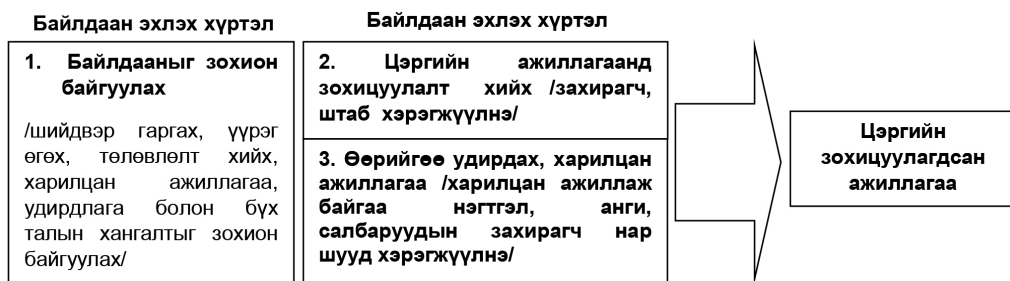 Байлдаан эхлэх хүртэл
1. Байлдааныг зохион
байгуулах
/шийдвэр гаргах, үүрэг
өгөх, төлөвлөлт хийх,
харилцан ажиллагаа,
удирдлага болон бүх
талын хангалтыг зохион
байгуулах/
Байлдаан эхлэх хүртэл
2. Цэргийн ажиллагаанд
зохицуулалт хийх /захирагч,
штаб хэрэгжүүлнэ/
3. Өөрийгөө удирдах, харилцан
ажиллагаа /харилцан ажиллаж
байгаа нэгтгэл, анги,
салбаруудын захирагч нар
шууд хэрэгжүүлнэ/
Цэргийн
зохицуулагдсан
ажиллагаа